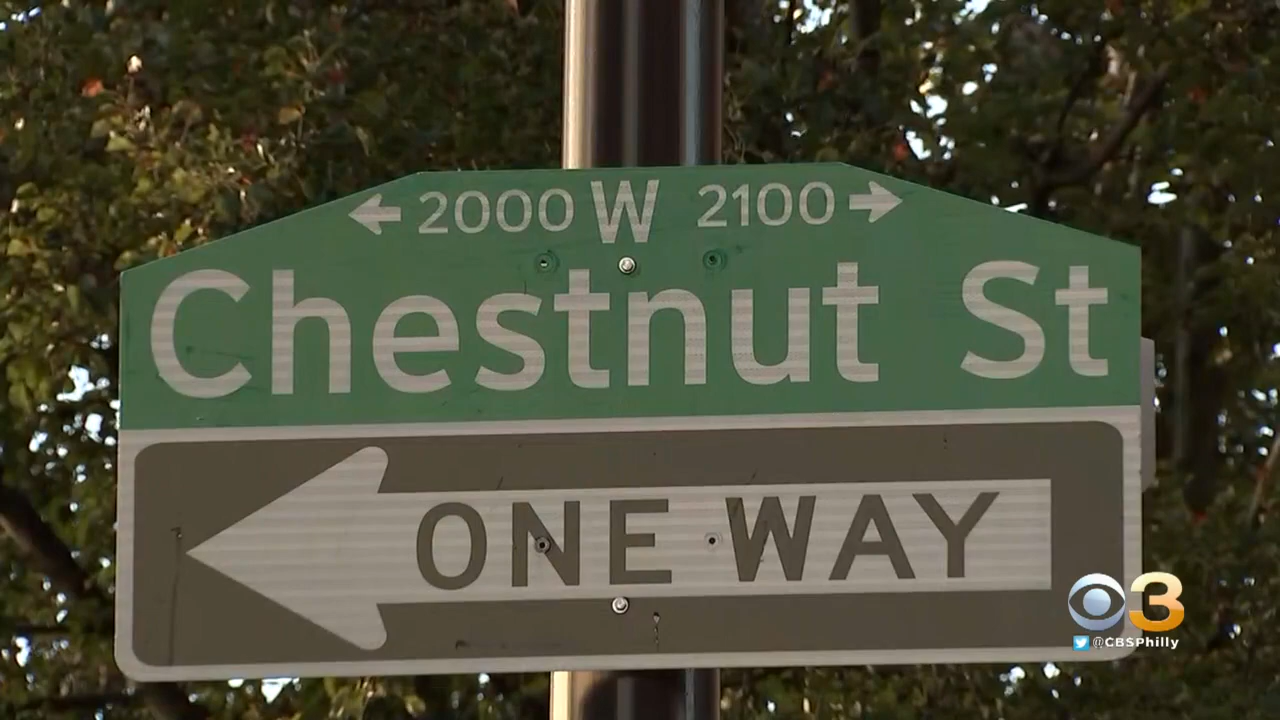 ← 2000 W 2100 →
Chestnut St
ONE WAY
3
@CBSPhilly